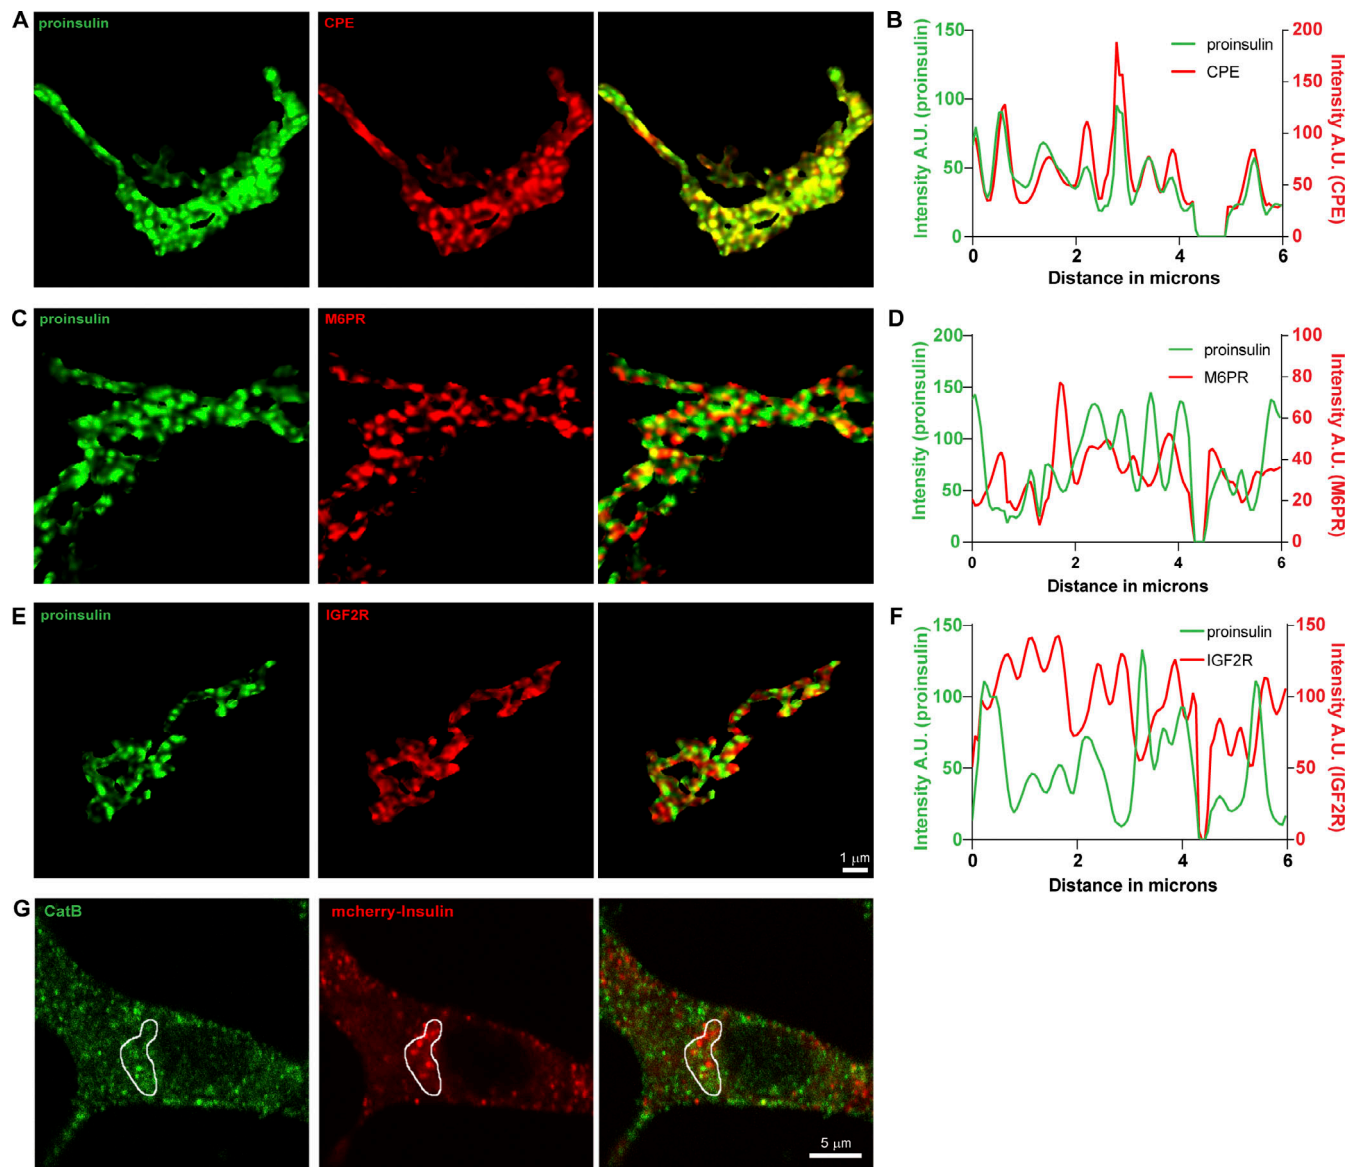 A
proinsulin
CPE
B
Intensity A.U. (proinsulin)
150
100
50
0
proinsulin
CPE
200
150
100
50
0
Intensity A.U. (CPE)
0 2 4 6
Distance in microns
C
proinsulin
M6PR
D
Intensity (proinsulin)
200
150
100
50
0
proinsulin
M6PR
100
80
60
40
20
0
Intensity A.U. (M6PR)
0 2 4 6
Distance in microns
E
proinsulin
IGF2R
1 µm
F
Intensity A.U. (proinsulin)
150
100
50
0
proinsulin
IGF2R
150
100
50
0
Intensity A.U. (IGF2R)
0 2 4 6
Distance in microns
G
CatB
mcherry-Insulin
5 µm